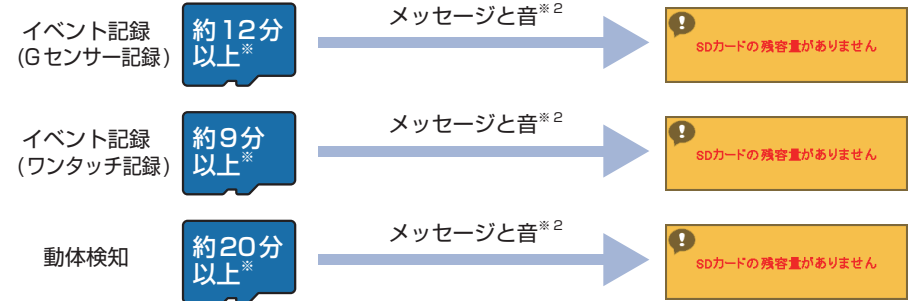 イベント記録
(Gセンサー記録)
約12分
以上※
メッセージと音※2
SDカードの残容量がありません
イベント記録
(ワンタッチ記録)
約9分
以上※
メッセージと音※2
SDカードの残容量がありません
動体検知
約20分
以上※
メッセージと音※2
SDカードの残容量がありません